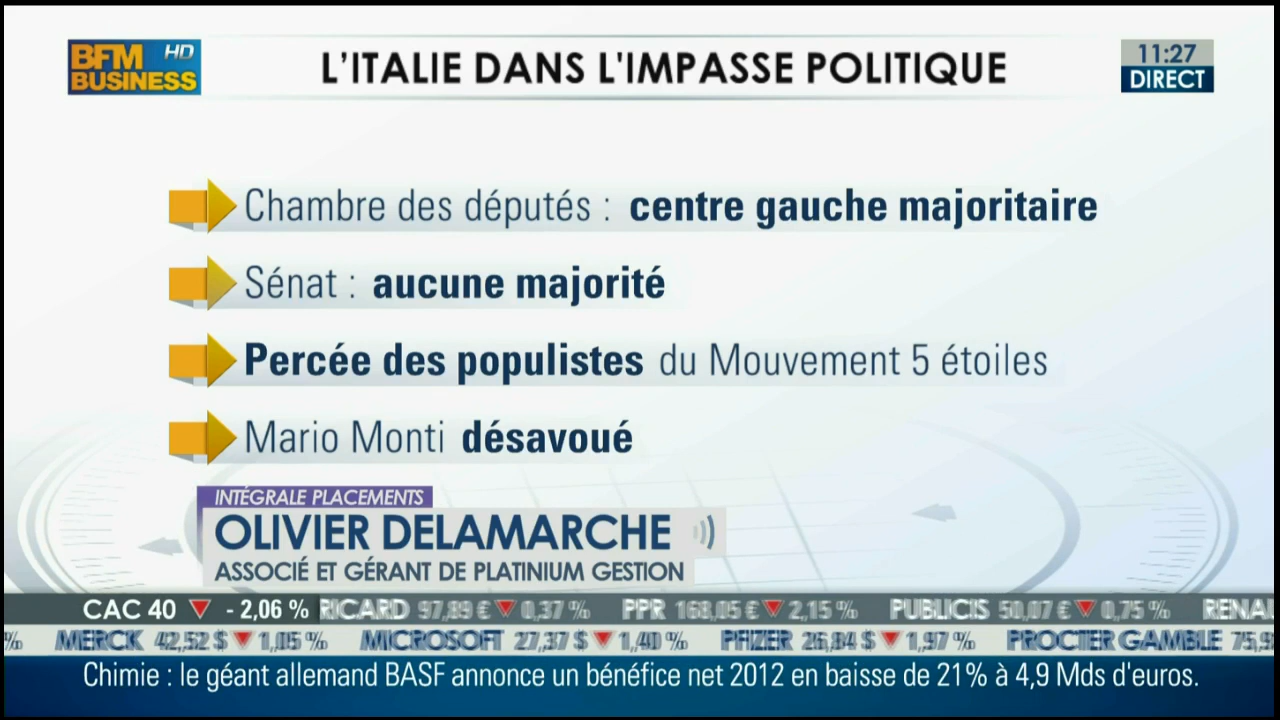 BFM HD
BUSINESS
L'ITALIE DANS L'IMPASSE POLITIQUE
11:27
DIRECT
Chambre des députés : centre gauche majoritaire
Sénat : aucune majorité
Percée des populistes du Mouvement 5 étoiles
Mario Monti désavoué
INTÉGRALE PLACEMENTS
OLIVIER DELAMARCHE
ASSOCIÉ ET GÉRANT DE PLATINIUM GESTION
CAC 40 - 2,06 % RICARD 97,89 € 0,37 % PPR 168,05 € 2,15 % PUBLICIS 50,07 € 0,75 % RENAU
% MERCK 42,52 $ 1,05 % MICROSOFT 27,37 $ 1,40 % PFIZER 26,84 $ 1,97 % PROCTER GAMBLE 75,9
Chimie : le géant allemand BASF annonce un bénéfice net 2012 en baisse de 21% à 4,9 Mds d'euros.